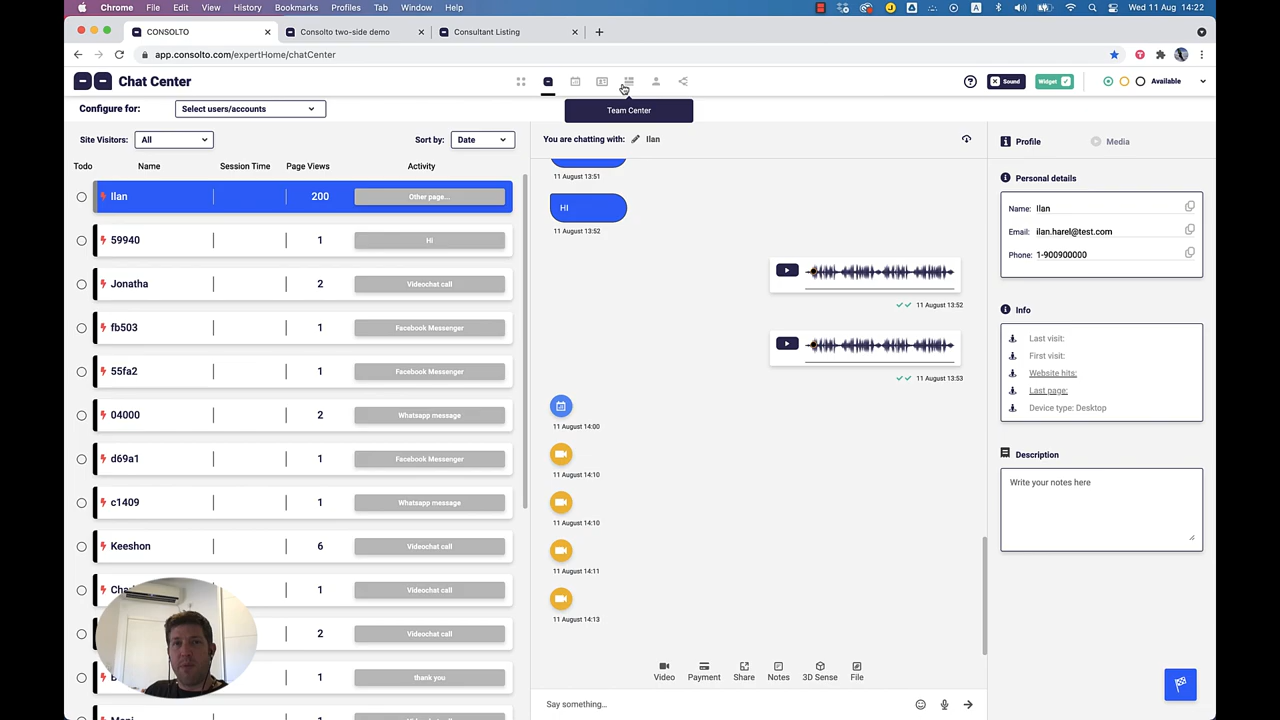 Chrome File Edit View History Bookmarks Profiles Tab Window Help
Wed 11 Aug 14:22
CONSOLTO
Consolto two-side demo
Consultant Listing
app.consolto.com/expertHome/chatCenter
Chat Center
Sound
Widget
Available
Team Center
Configure for: Select users/accounts
Site Visitors: All
Sort by: Date
You are chatting with: Ilan
Todo Name Session Time Page Views Activity
Ilan 200 Other page...
59940 1 Hi
Jonatha 2 Videochat call
fb503 1 Facebook Messenger
55fa2 1 Facebook Messenger
04000 2 Whatsapp message
d69a1 1 Facebook Messenger
c1409 1 Whatsapp message
Keeshon 6 Videochat call
1 Videochat call
2 Videochat call
1 thank you
1
11 August 13:51
HI
11 August 13:52
11 August 13:52
11 August 13:53
11 August 14:00
11 August 14:10
11 August 14:10
11 August 14:11
11 August 14:13
Video Payment Share Notes 3D Sense File
Say something...
Profile
Media
Personal details
Name: Ilan
Email: ilan.harel@test.com
Phone: 1-900900000
Info
Last visit:
First visit:
Website hits:
Last page:
Device type: Desktop
Description
Write your notes here